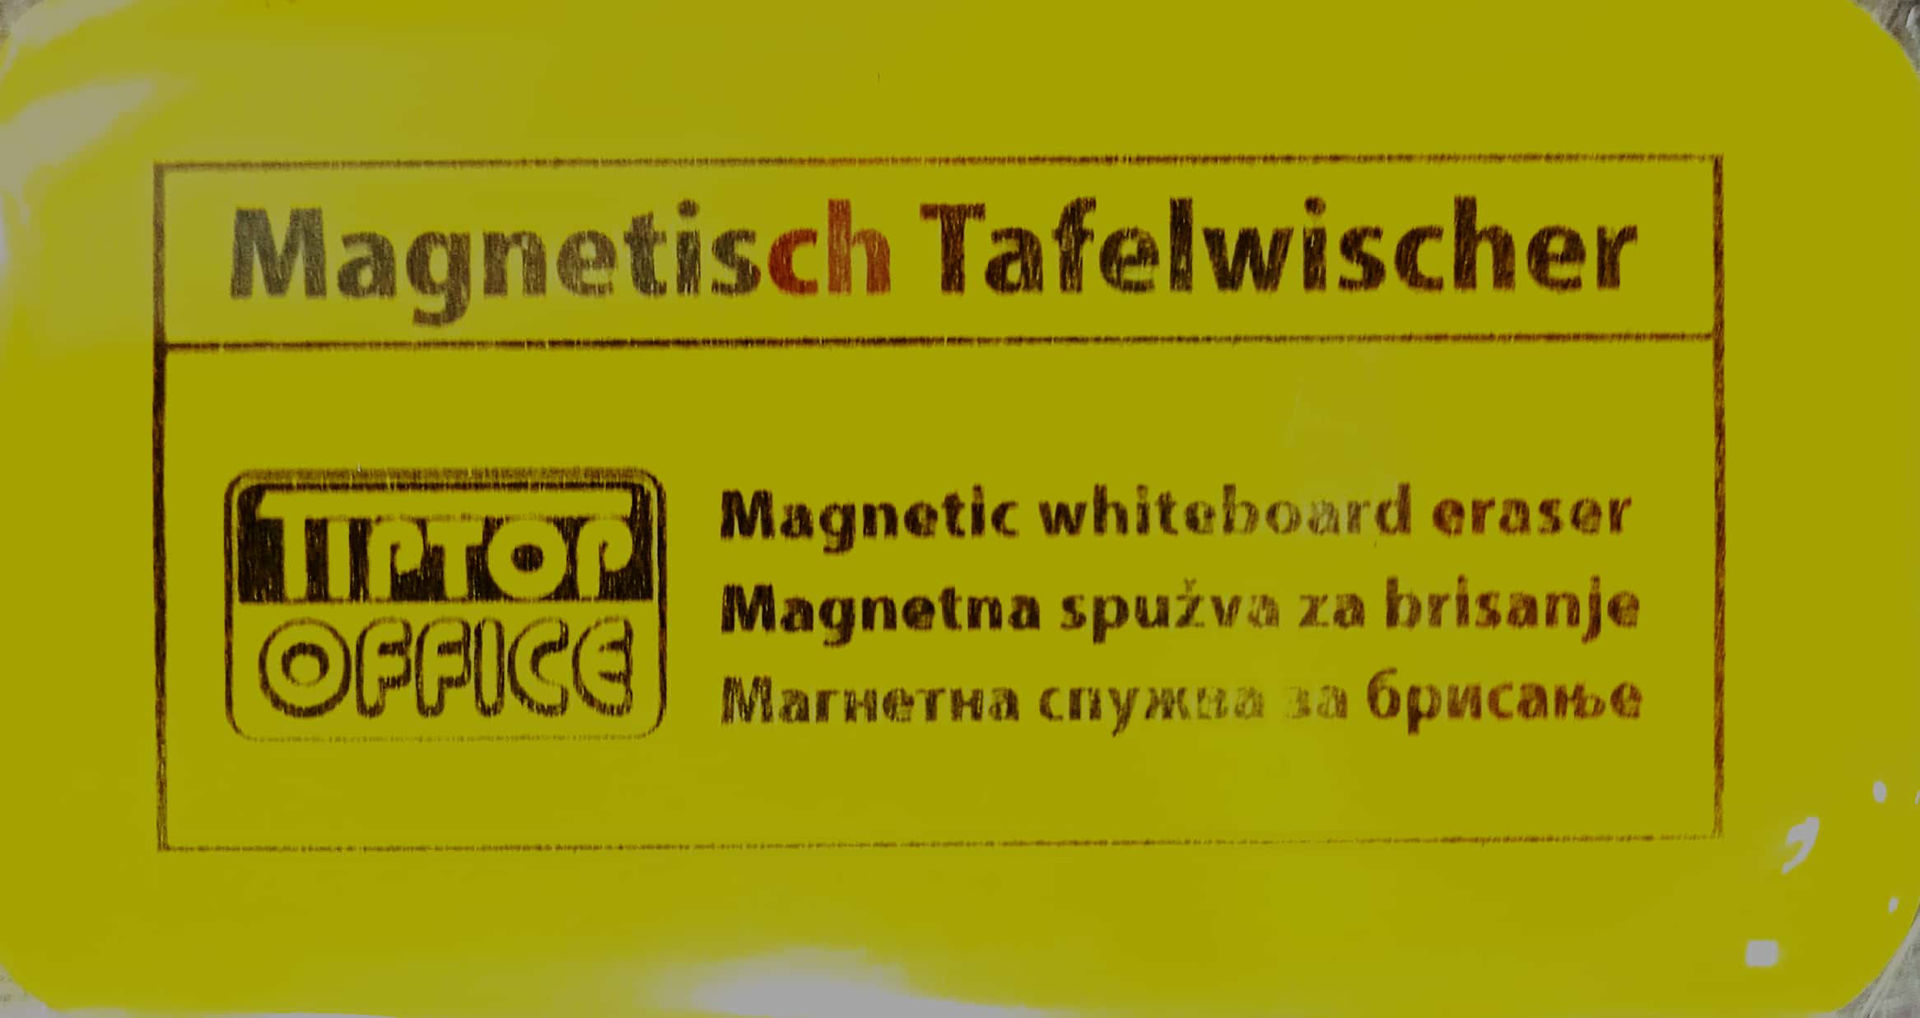 Magnetisch Tafelwischer
TIPTOP
OFFICE
Magnetic whiteboard eraser
Magnetna spužva za brisanje
Магнетна спужва за брисање